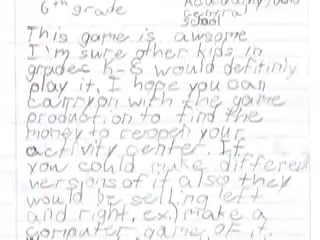 6th grade
Central
School
This game is awsome
I'm sure other kids in
grades K-8 would definitly
play it. I hope you can
carry on with the game
production to find the
money to reopen your
activity center. If
you could make different
versions of it also they
would be selling left
and right, ex.) make a
computer game of it.